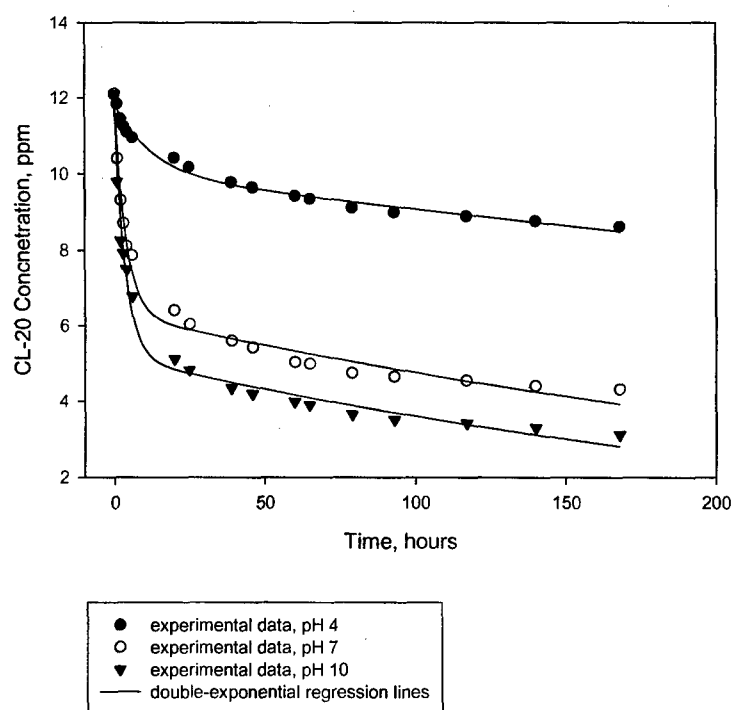 14
12
10
8
6
4
2
CL-20 Concnetration, ppm
0 50 100 150 200
Time, hours
experimental data, pH 4
experimental data, pH 7
experimental data, pH 10
double-exponential regression lines